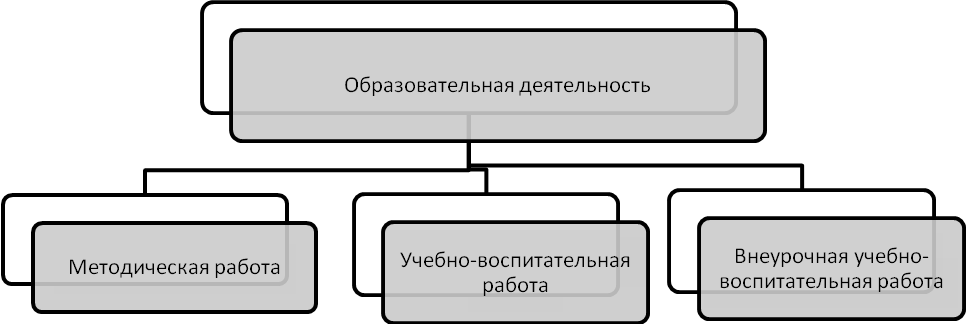 Образовательная деятельность
Методическая работа
Учебно-воспитательная
работа
Внеурочная учебно-
воспитательная работа